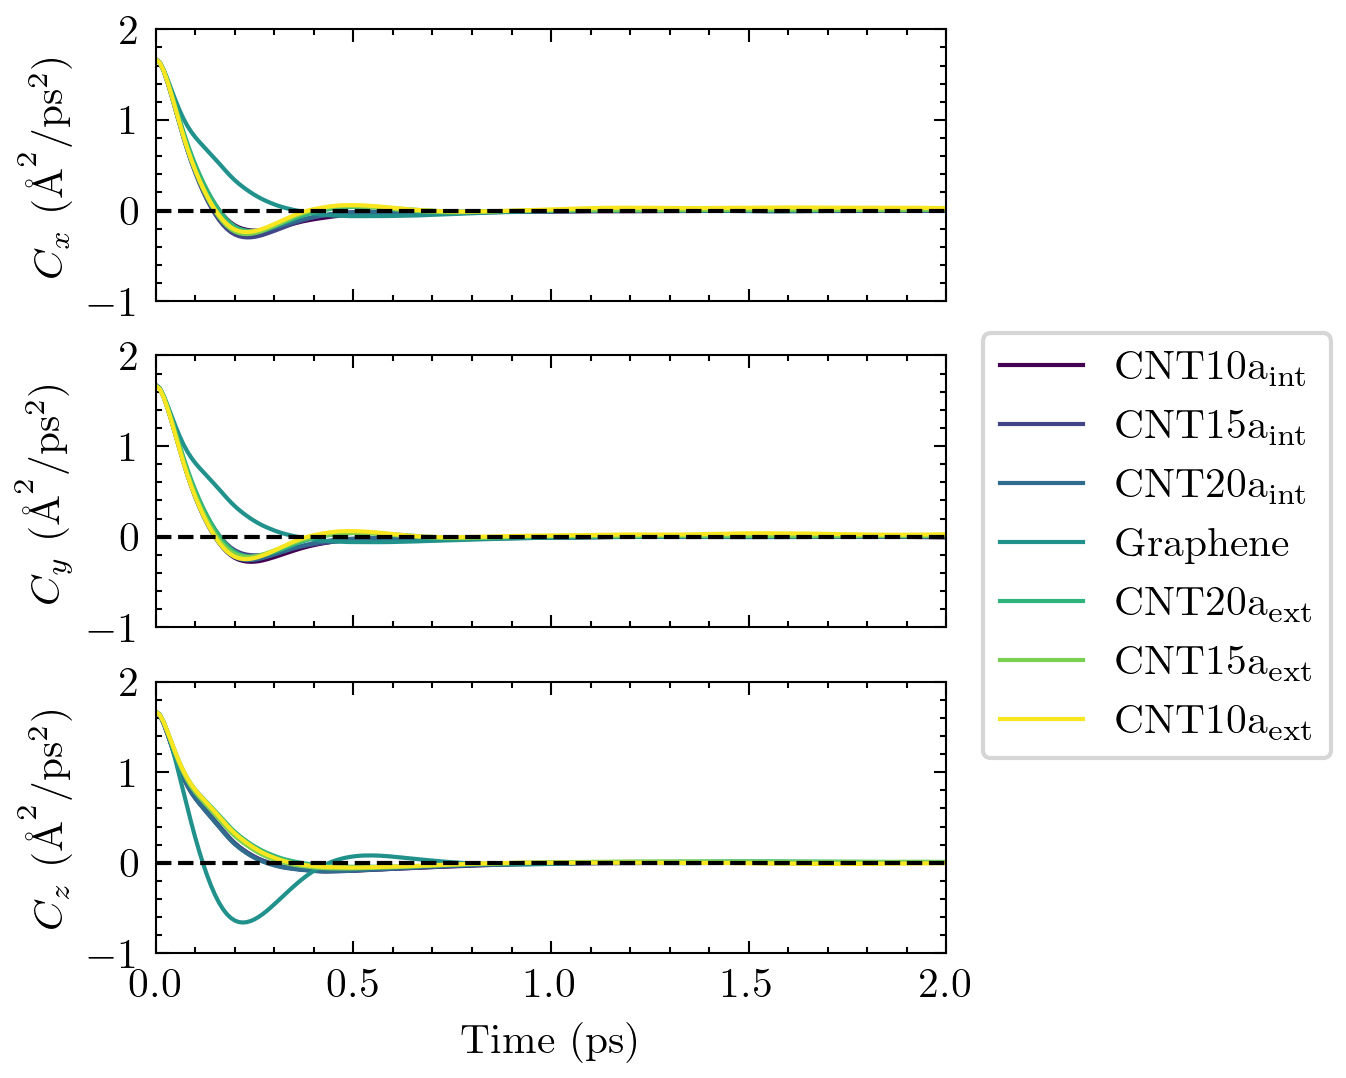 2
1
0
−1
C_x (Å^2/ps^2)
2
1
0
−1
C_y (Å^2/ps^2)
2
1
0
−1
C_z (Å^2/ps^2)
0.0 0.5 1.0 1.5 2.0
Time (ps)
CNT10a_int
CNT15a_int
CNT20a_int
Graphene
CNT20a_ext
CNT15a_ext
CNT10a_ext